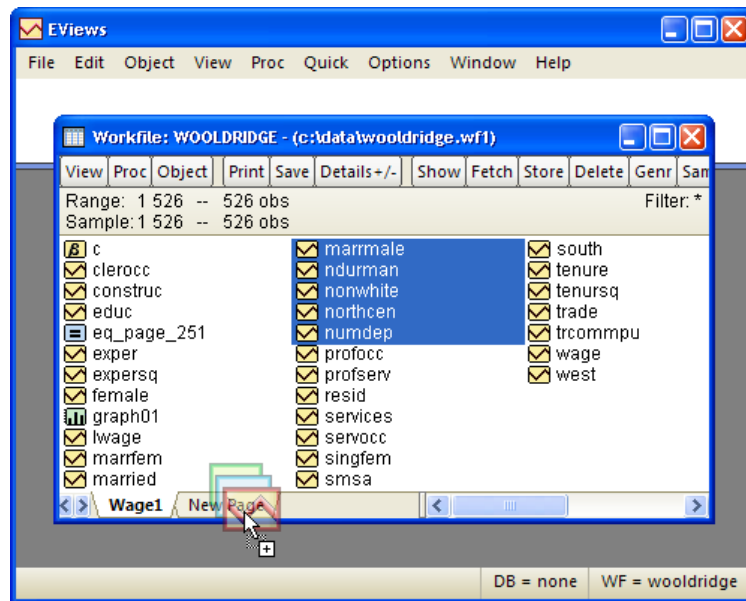 EViews
File Edit Object View Proc Quick Options Window Help
Workfile: WOOLDRIDGE - (c:\data\wooldridge.wf1)
View Proc Object Print Save Details+/- Show Fetch Store Delete Genr Sam
Range: 1 526 -- 526 obs Filter: *
Sample: 1 526 -- 526 obs
β c marrmale south
clerocc ndurman tenure
construc nonwhite tenursq
educ northcen trade
eq_page_251 numdep trcommpu
exper profocc wage
expersq profserv west
female resid
graph01 services
lwage servocc
marrfem singfem
married smsa
Wage1 New Page
DB = none WF = wooldridge